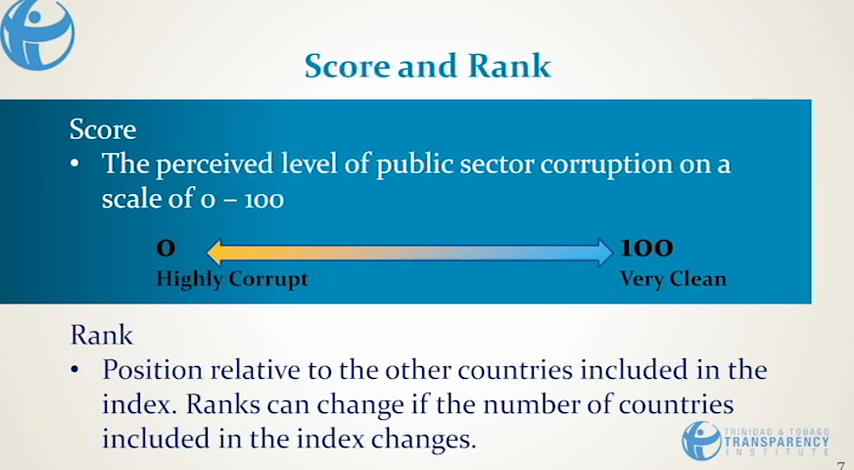 Score and Rank
Score
• The perceived level of public sector corruption on a
scale of 0 – 100
0
100
Highly Corrupt
Very Clean
Rank
• Position relative to the other countries included in the
index. Ranks can change if the number of countries
included in the index changes.
TRINIDAD & TOBAGO
TRANSPARENCY
INSTITUTE
7